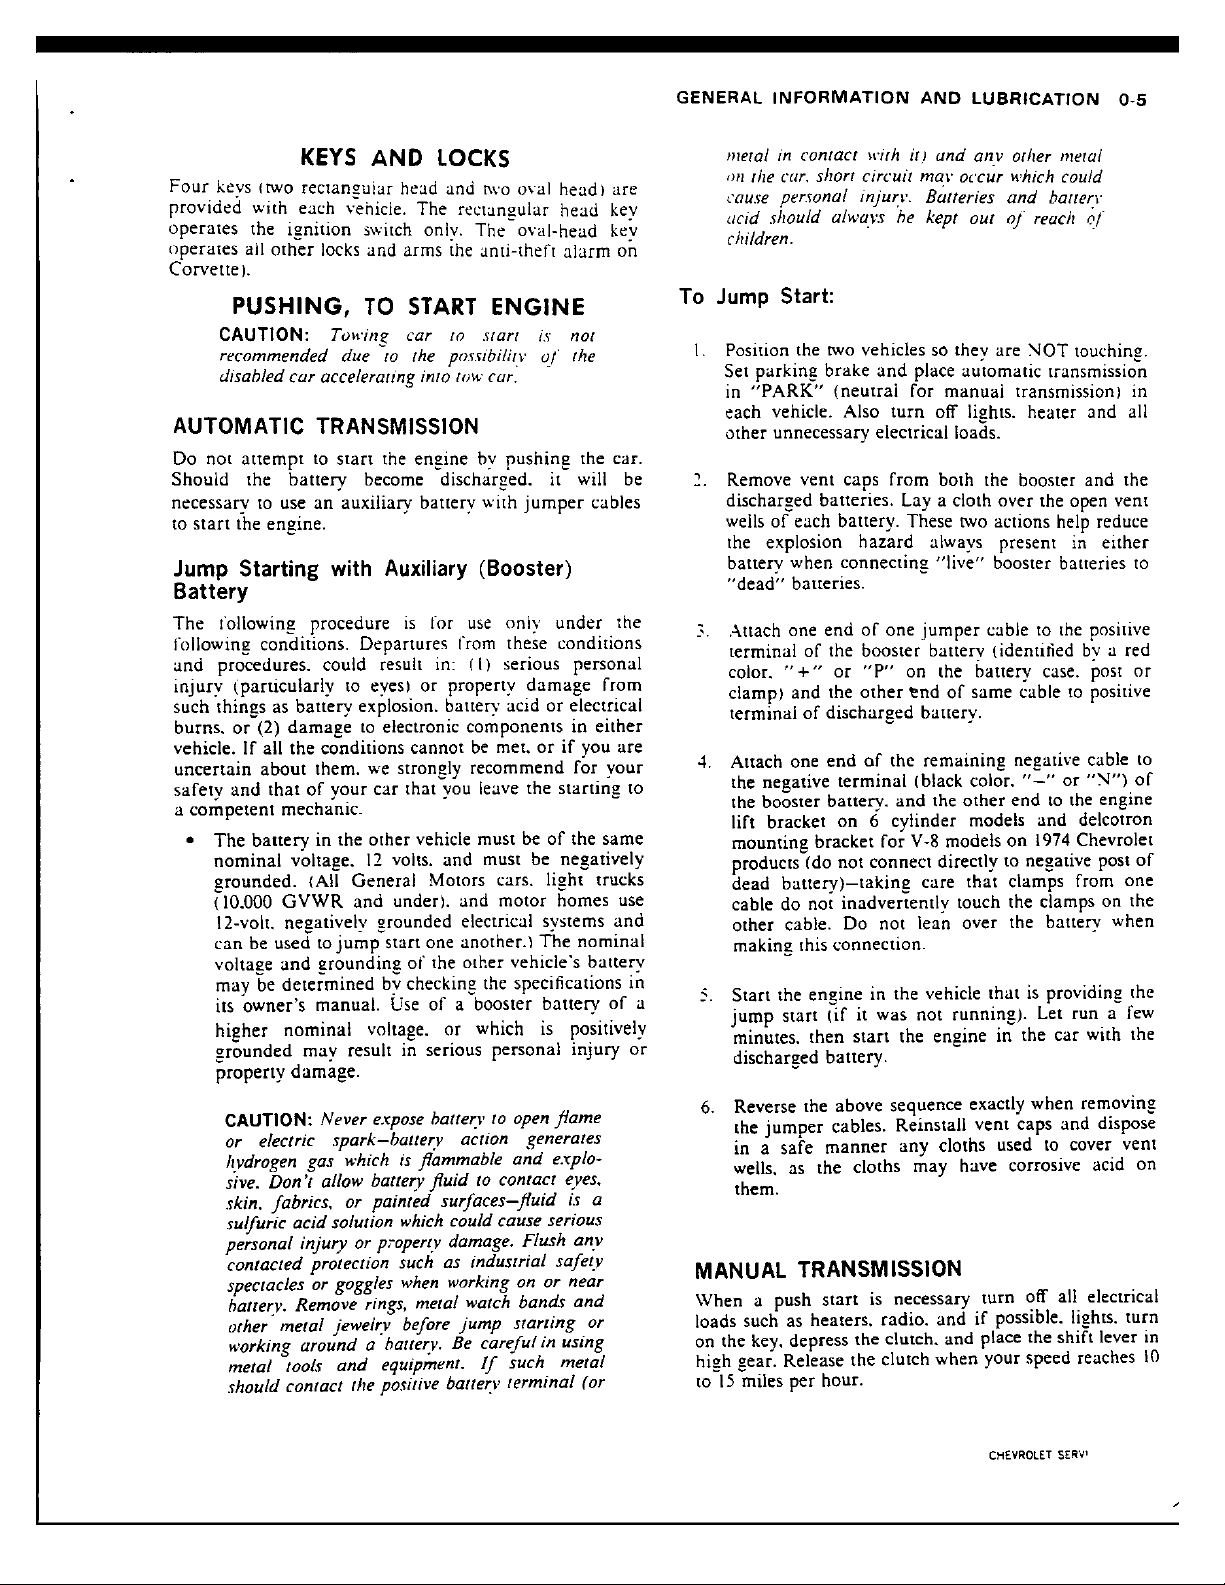 GENERAL INFORMATION AND LUBRICATION 0-5
KEYS AND LOCKS
Four keys (two rectangular head and two oval head) are
provided with each vehicle. The rectangular head key
operates the ignition switch only. The oval-head key
operates all other locks and arms the anti-theft alarm on
Corvette).
PUSHING, TO START ENGINE
CAUTION: Towing car to start is not
recommended due to the possibility of the
disabled car accelerating into tow car.
AUTOMATIC TRANSMISSION
Do not attempt to start the engine by pushing the car.
Should the battery become discharged, it will be
necessary to use an auxiliary battery with jumper cables
to start the engine.
Jump Starting with Auxiliary (Booster)
Battery
The following procedure is for use only under the
following conditions. Departures from these conditions
and procedures, could result in: (1) serious personal
injury (particularly to eyes) or property damage from
such things as battery explosion, battery acid or electrical
burns, or (2) damage to electronic components in either
vehicle. If all the conditions cannot be met, or if you are
uncertain about them, we strongly recommend for your
safety and that of your car that you leave the starting to
a competent mechanic.
• The battery in the other vehicle must be of the same
nominal voltage, 12 volts, and must be negatively
grounded. (All General Motors cars, light trucks
(10,000 GVWR and under), and motor homes use
12-volt, negatively grounded electrical systems and
can be used to jump start one another.) The nominal
voltage and grounding of the other vehicle's battery
may be determined by checking the specifications in
its owner's manual. Use of a booster battery of a
higher nominal voltage, or which is positively
grounded may result in serious personal injury or
property damage.
CAUTION: Never expose battery to open flame
or electric spark—battery action generates
hydrogen gas which is flammable and explo-
sive. Don't allow battery fluid to contact eyes,
skin, fabrics, or painted surfaces—fluid is a
sulfuric acid solution which could cause serious
personal injury or property damage. Flush any
contacted protection such as industrial safety
spectacles or goggles when working on or near
battery. Remove rings, metal watch bands and
other metal jewelry before jump starting or
working around a battery. Be careful in using
metal tools and equipment. If such metal
should contact the positive battery terminal (or
metal in contact with it) and any other metal
on the car, short circuit may occur which could
cause personal injury. Batteries and battery
acid should always be kept out of reach of
children.
To Jump Start:
1. Position the two vehicles so they are NOT touching.
Set parking brake and place automatic transmission
in "PARK" (neutral for manual transmission) in
each vehicle. Also turn off lights, heater and all
other unnecessary electrical loads.
2. Remove vent caps from both the booster and the
discharged batteries. Lay a cloth over the open vent
wells of each battery. These two actions help reduce
the explosion hazard always present in either
battery when connecting "live" booster batteries to
"dead" batteries.
3. Attach one end of one jumper cable to the positive
terminal of the booster battery (identified by a red
color, "+" or "P" on the battery case, post or
clamp) and the other end of same cable to positive
terminal of discharged battery.
4. Attach one end of the remaining negative cable to
the negative terminal (black color, "—" or "N") of
the booster battery, and the other end to the engine
lift bracket on 6 cylinder models and delcotron
mounting bracket for V-8 models on 1974 Chevrolet
products (do not connect directly to negative post of
dead battery)—taking care that clamps from one
cable do not inadvertently touch the clamps on the
other cable. Do not lean over the battery when
making this connection.
5. Start the engine in the vehicle that is providing the
jump start (if it was not running). Let run a few
minutes, then start the engine in the car with the
discharged battery.
6. Reverse the above sequence exactly when removing
the jumper cables. Reinstall vent caps and dispose
in a safe manner any cloths used to cover vent
wells, as the cloths may have corrosive acid on
them.
MANUAL TRANSMISSION
When a push start is necessary turn off all electrical
loads such as heaters, radio, and if possible, lights, turn
on the key, depress the clutch, and place the shift lever in
high gear. Release the clutch when your speed reaches 10
to 15 miles per hour.
CHEVROLET SERVI